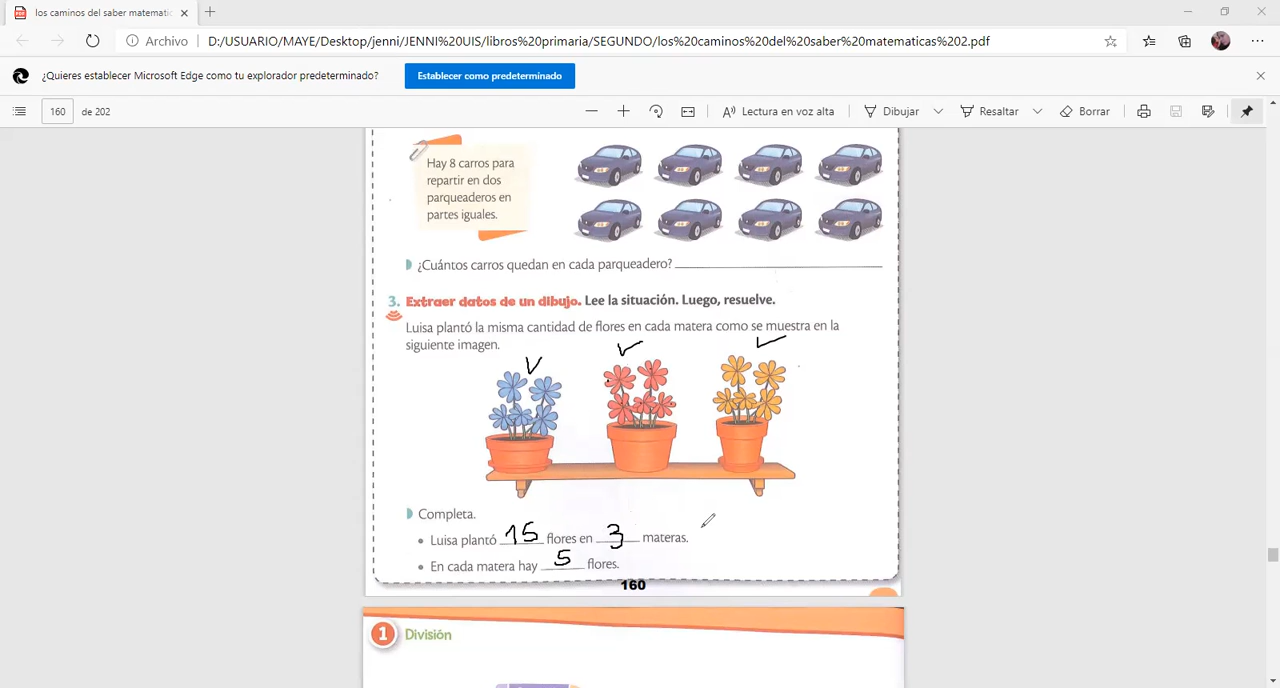 los caminos del saber matematic
Archivo D:/USUARIO/MAYE/Desktop/jenni/JENNI%20UIS/libros%20primaria/SEGUNDO/los%20caminos%20del%20saber%20matematicas%202.pdf
¿Quieres establecer Microsoft Edge como tu explorador predeterminado? Establecer como predeterminado
160 de 202 Lectura en voz alta Dibujar Resaltar Borrar
Hay 8 carros para
repartir en dos
parqueaderos en
partes iguales.
¿Cuántos carros quedan en cada parqueadero?
3. Extraer datos de un dibujo. Lee la situación. Luego, resuelve.
Luisa plantó la misma cantidad de flores en cada matera como se muestra en la
siguiente imagen.
Completa.
• Luisa plantó 15 flores en 3 materas.
• En cada matera hay 5 flores.
160
1 División